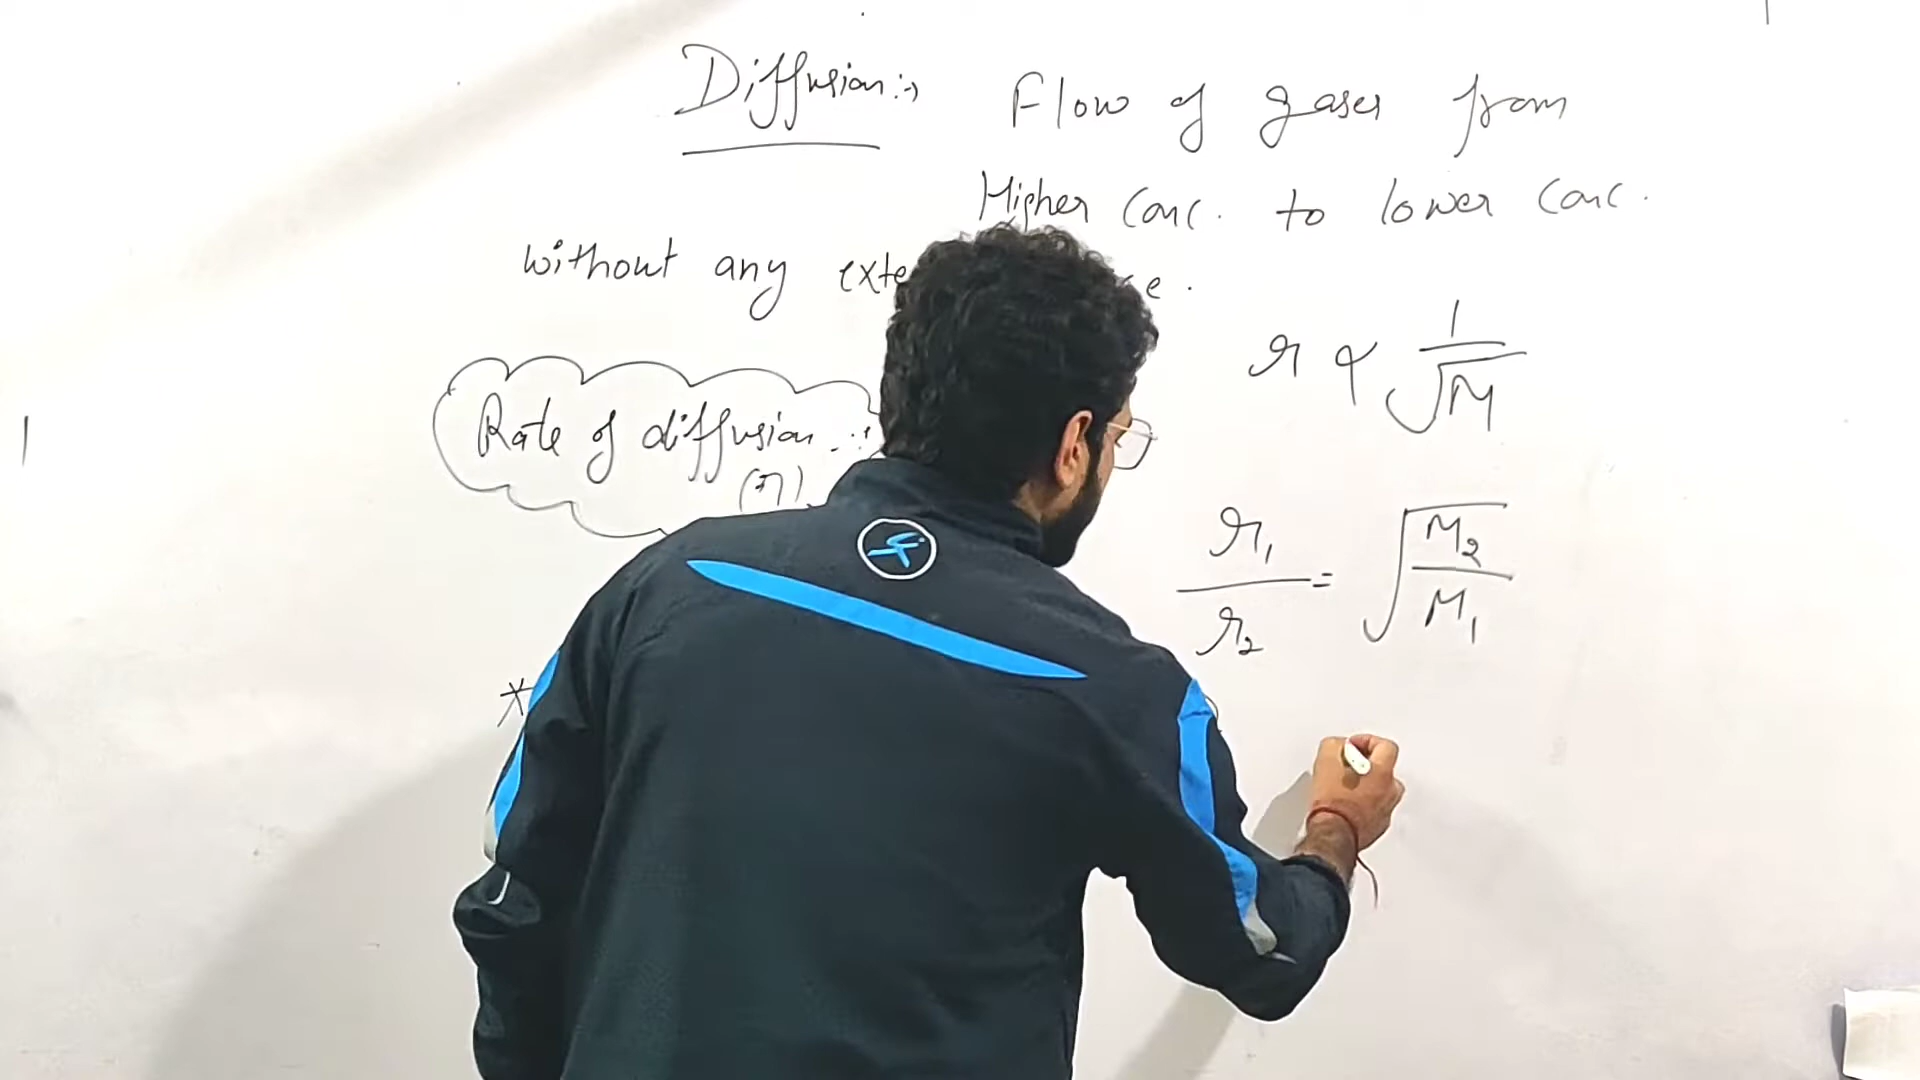 Diffusion :→ Flow of gases from
Higher Conc. to lower Conc.
without any
Rate of diffusion :
(r)
r ∝ 1/√M
r₁/r₂ = √(M₂/M₁)
*